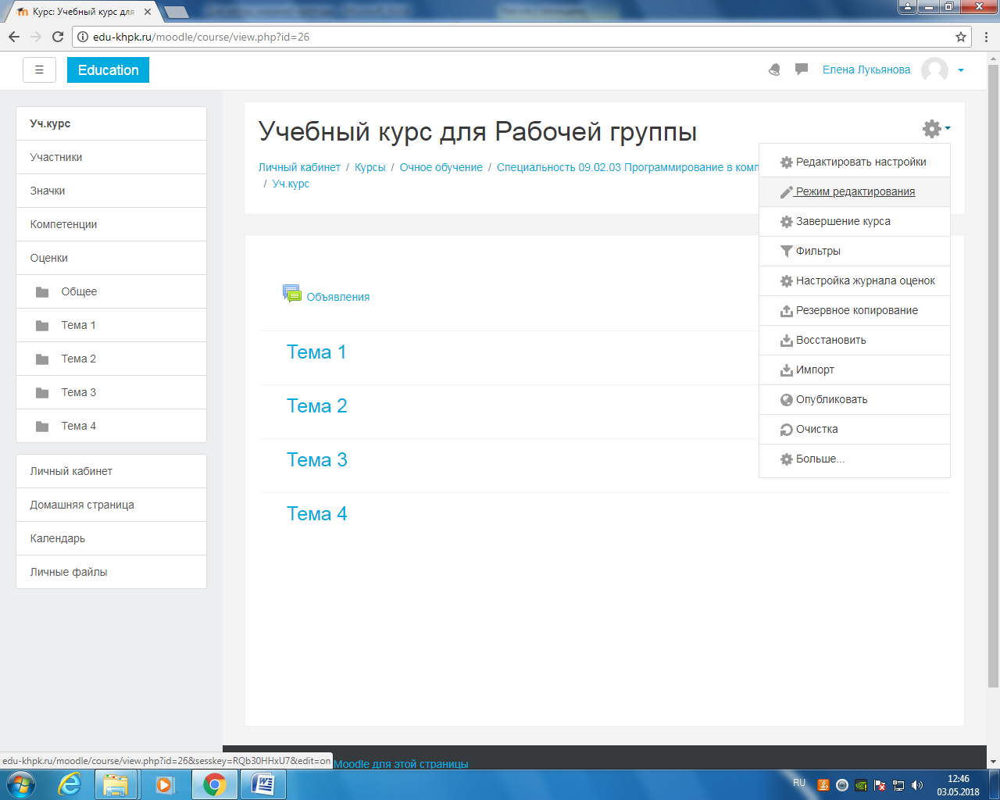 Курс: Учебный курс для
edu-khpk.ru/moodle/course/view.php?id=26
☰ Education Елена Лукьянова
Уч.курс
Участники
Значки
Компетенции
Оценки
Общее
Тема 1
Тема 2
Тема 3
Тема 4
Личный кабинет
Домашняя страница
Календарь
Личные файлы
Учебный курс для Рабочей группы
Личный кабинет / Курсы / Очное обучение / Специальность 09.02.03 Программирование в комп
/ Уч.курс
Редактировать настройки
Режим редактирования
Завершение курса
Фильтры
Настройка журнала оценок
Резервное копирование
Восстановить
Импорт
Опубликовать
Очистка
Больше...
Объявления
Тема 1
Тема 2
Тема 3
Тема 4
edu-khpk.ru/moodle/course/view.php?id=26&sesskey=RQb30HHxU7&edit=on
Moodle для этой страницы
RU
12:46
03.05.2018